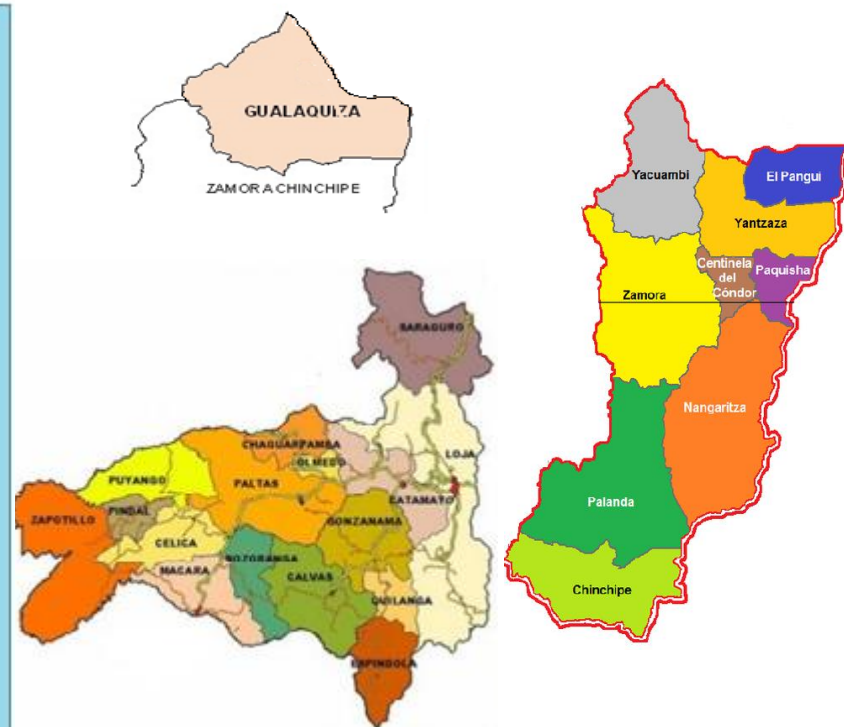 GUALAQUIZA
ZAMORA CHINCHIPE
Yacuambi
El Pangui
Yantzaza
Centinela
del
Cóndor
Paquisha
Zamora
Nangaritza
Palanda
Chinchipe
SARAGURO
CHAGUARPAMBA
OLMEDO
LOJA
PUYANGO
PALTAS
CATAMAYO
ZAPOTILLO
PINDAL
GONZANAMA
CELICA
SOZORANGA
MACARA
CALVAS
QUILANGA
ESPINDOLA